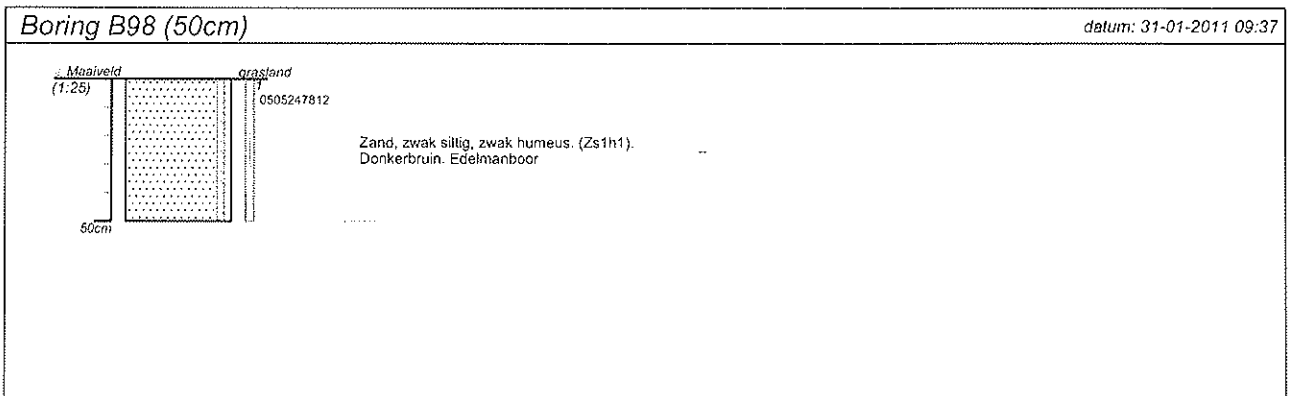 Boring B98 (50cm)
datum: 31-01-2011 09:37
Maaiveld
grasland
(1:25)
1
0505247812
Zand, zwak siltig, zwak humeus. (Zs1h1).
Donkerbruin. Edelmanboor
50cm